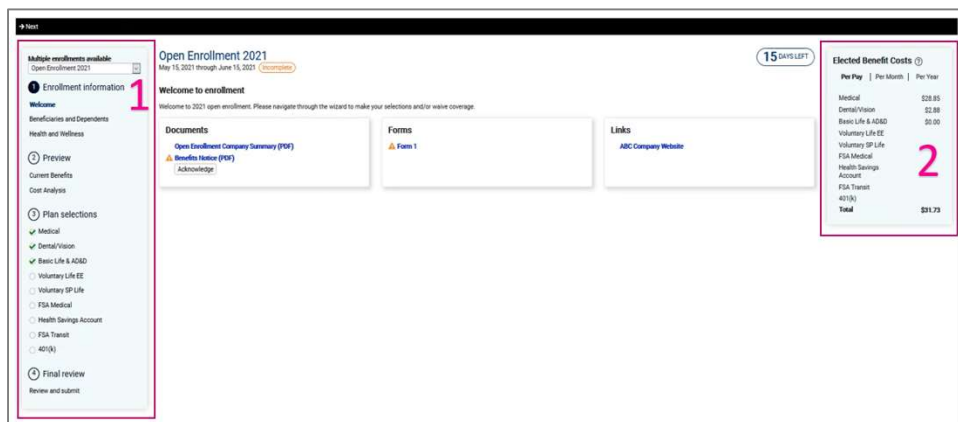 Next
Multiple enrollments available
Open Enrollment 2021
1 Enrollment information
Welcome
Beneficiaries and Dependents
Health and Wellness
2 Preview
Current Benefits
Cost Analysis
3 Plan selections
Medical
Dental/Vision
Basic Life & AD&D
Voluntary Life EE
Voluntary SP Life
FSA Medical
Health Savings Account
FSA Transit
401(k)
4 Final review
Review and submit
1
Open Enrollment 2021
May 15, 2021 through June 15, 2021 Incomplete
15 DAYS LEFT
Welcome to enrollment
Welcome to 2021 open enrollment. Please navigate through the wizard to make your selections and/or waive coverage.
Documents
Open Enrollment Company Summary (PDF)
Benefits Notice (PDF)
Acknowledge
Forms
Form 1
Links
ABC Company Website
Elected Benefit Costs ?
Per Pay | Per Month | Per Year
Medical $28.85
Dental/Vision $2.88
Basic Life & AD&D $0.00
Voluntary Life EE
Voluntary SP Life
FSA Medical
Health Savings
Account
FSA Transit
401(k)
Total $31.73
2